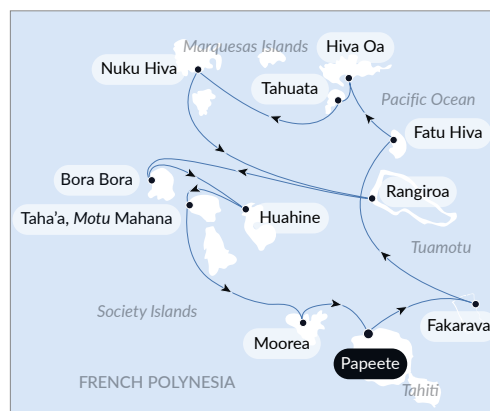 Marquesas Islands
Hiva Oa
Nuku Hiva
Tahuata
Pacific Ocean
Fatu Hiva
Bora Bora
Rangiroa
Taha'a, Motu Mahana
Huahine
Tuamotu
Society Islands
Fakarava
Moorea
Papeete
FRENCH POLYNESIA
Tahiti